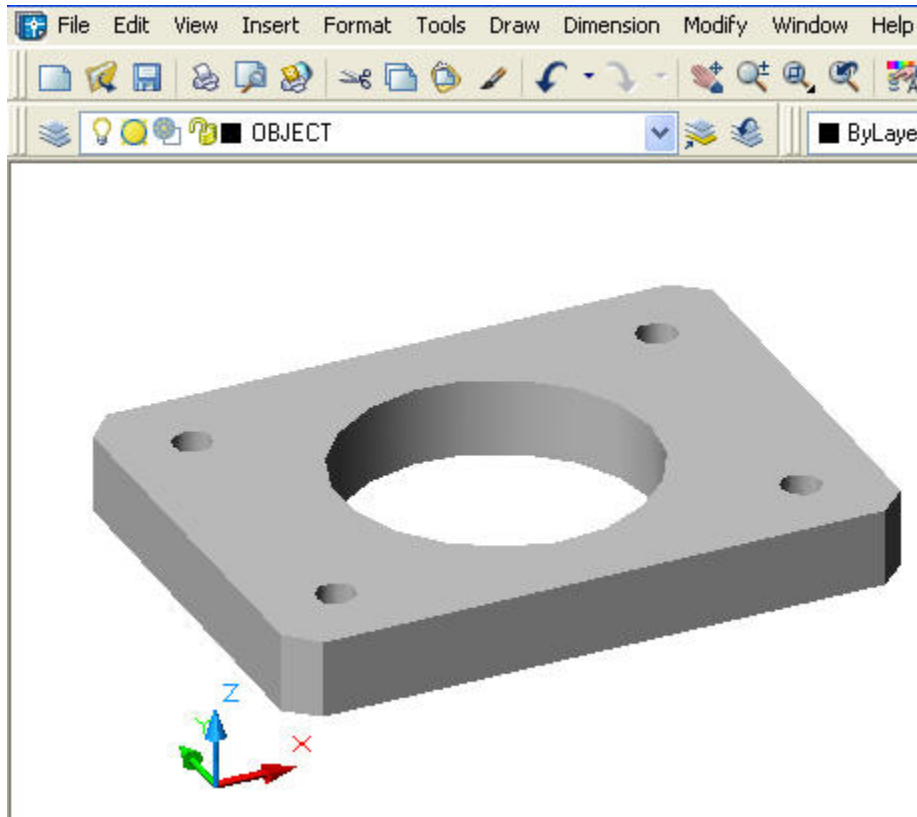 File Edit View Insert Format Tools Draw Dimension Modify Window Help
OBJECT ByLaye
Z
Y
X